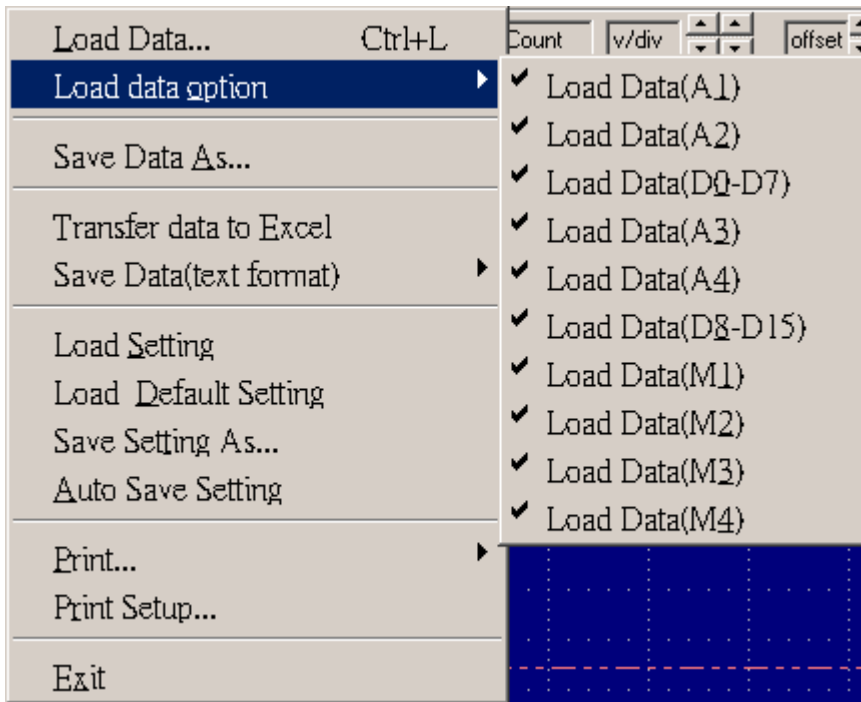 Load Data... Ctrl+L
Load data option
Save Data As...
Transfer data to Excel
Save Data(text format)
Load Setting
Load Default Setting
Save Setting As...
Auto Save Setting
Print...
Print Setup...
Exit
Count v/div offset
Load Data(A1)
Load Data(A2)
Load Data(D0-D7)
Load Data(A3)
Load Data(A4)
Load Data(D8-D15)
Load Data(M1)
Load Data(M2)
Load Data(M3)
Load Data(M4)